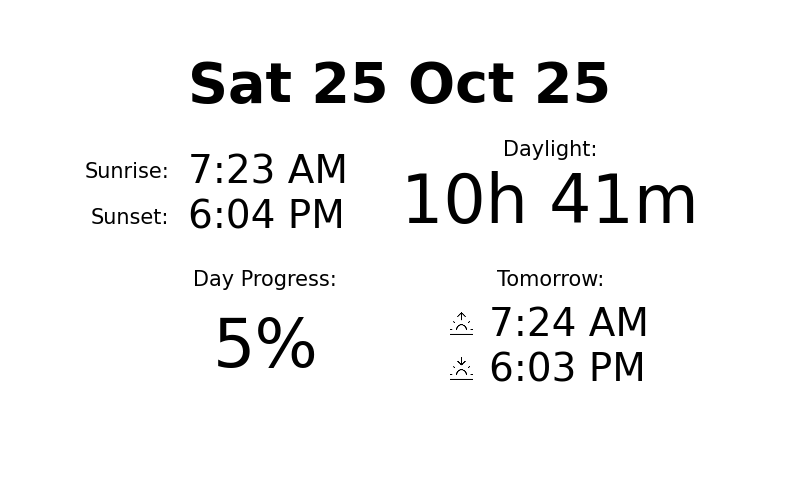 Sat 25 Oct 25
Sunrise: 7:23 AM
Sunset: 6:04 PM
Daylight:
10h 41m
Day Progress:
5%
Tomorrow:
7:24 AM
6:03 PM